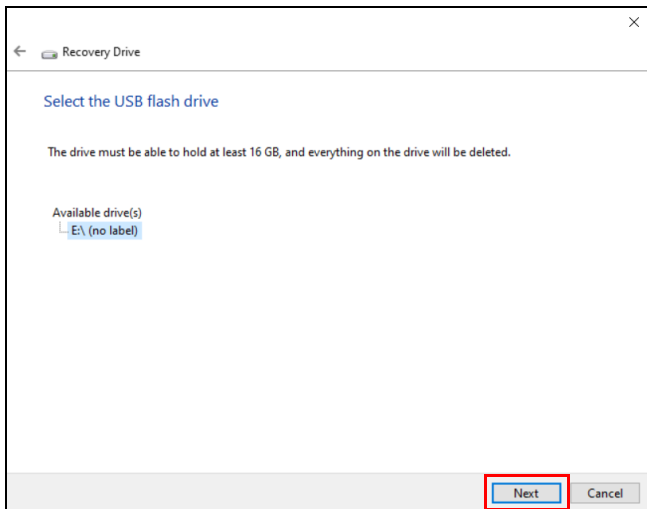 Recovery Drive
Select the USB flash drive
The drive must be able to hold at least 16 GB, and everything on the drive will be deleted.
Available drive(s)
E:\ (no label)
Next
Cancel